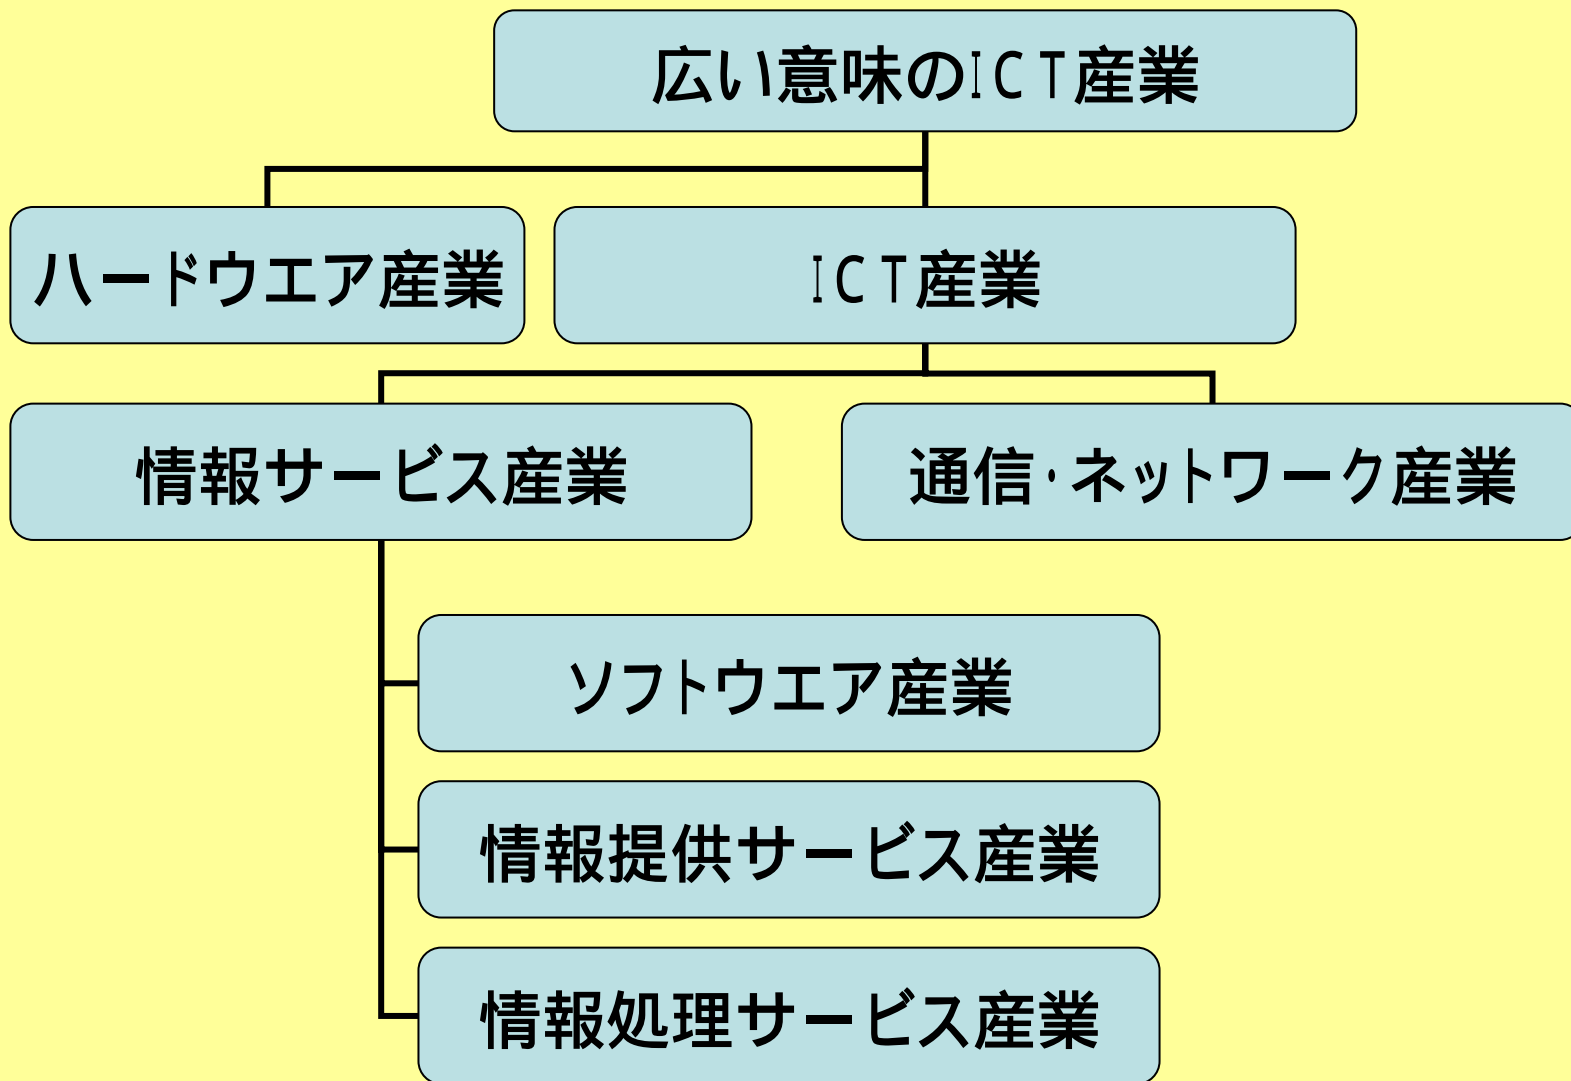 広い意味のＩＣＴ産業
ハードウエア産業
ＩＣＴ産業
情報サービス産業
通信・ネットワーク産業
ソフトウエア産業
情報提供サービス産業
情報処理サービス産業